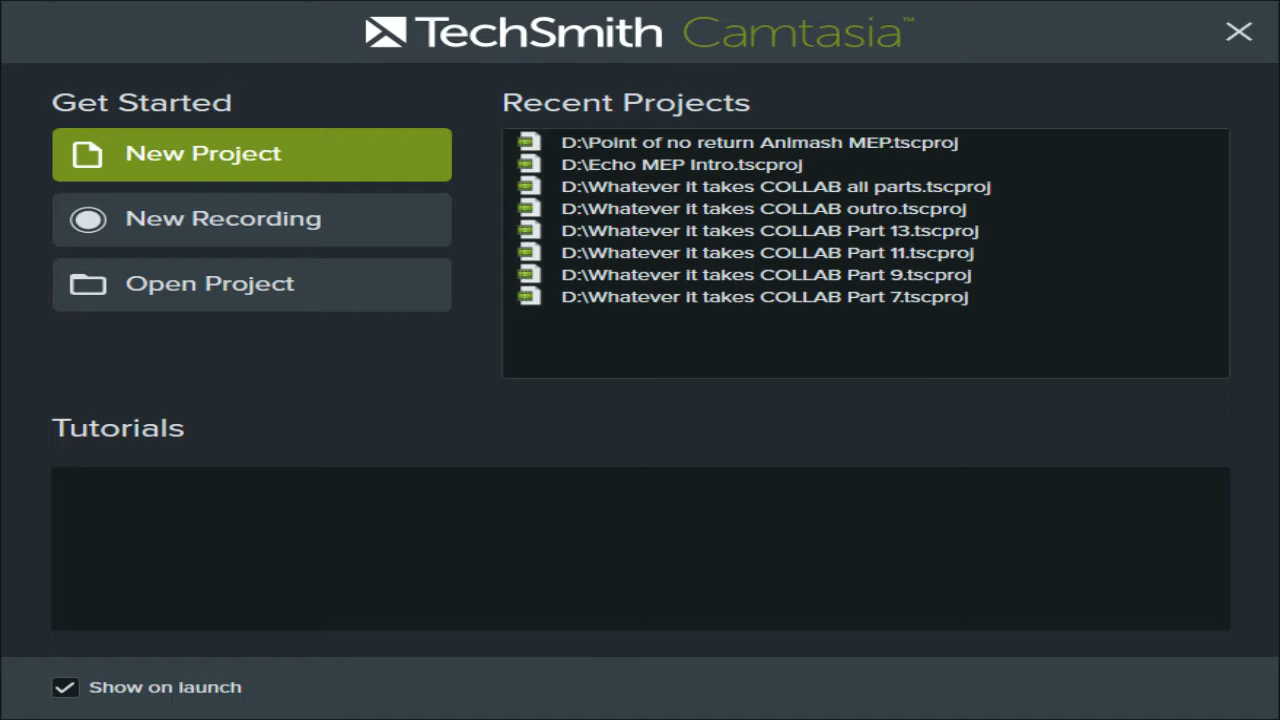 TechSmith Camtasia™
Get Started
New Project
New Recording
Open Project
Recent Projects
D:\Point of no return Animash MEP.tscproj
D:\Echo MEP Intro.tscproj
D:\Whatever it takes COLLAB all parts.tscproj
D:\Whatever it takes COLLAB outro.tscproj
D:\Whatever it takes COLLAB Part 13.tscproj
D:\Whatever it takes COLLAB Part 11.tscproj
D:\Whatever it takes COLLAB Part 9.tscproj
D:\Whatever it takes COLLAB Part 7.tscproj
Tutorials
Show on launch